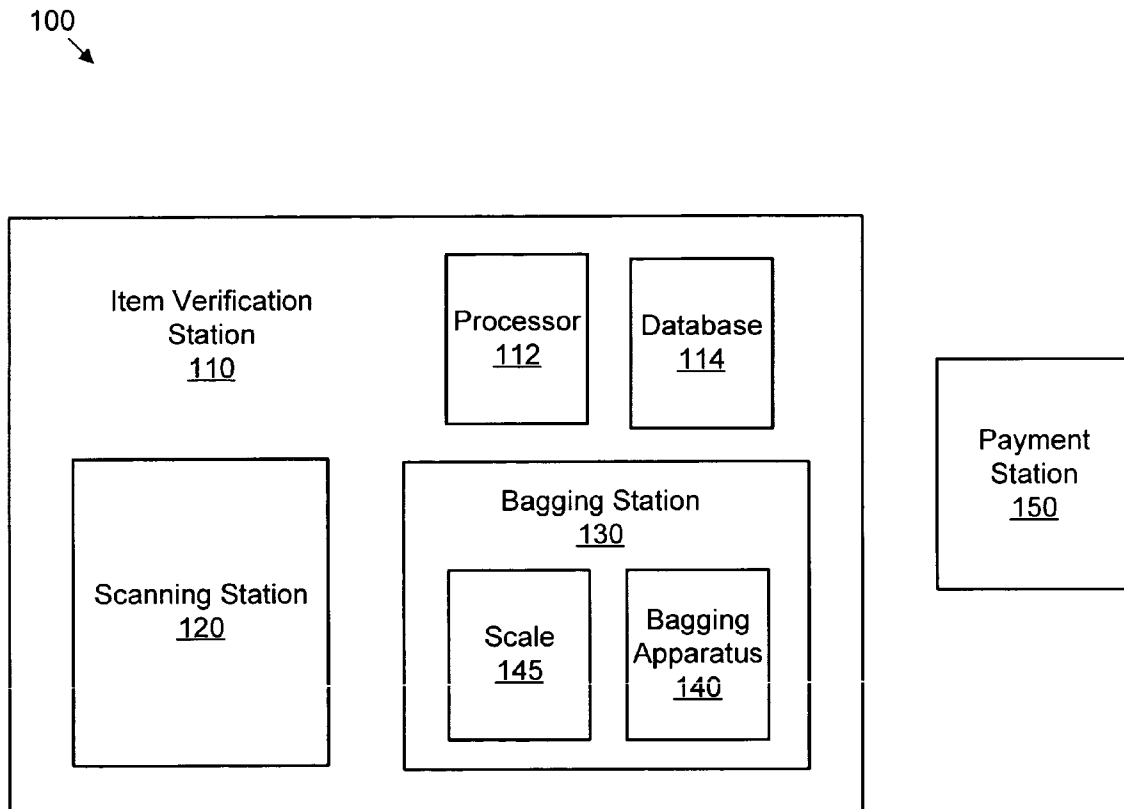 100
Item Verification
Station
110
Processor
112
Database
114
Scanning Station
120
Bagging Station
130
Scale
145
Bagging
Apparatus
140
Payment
Station
150